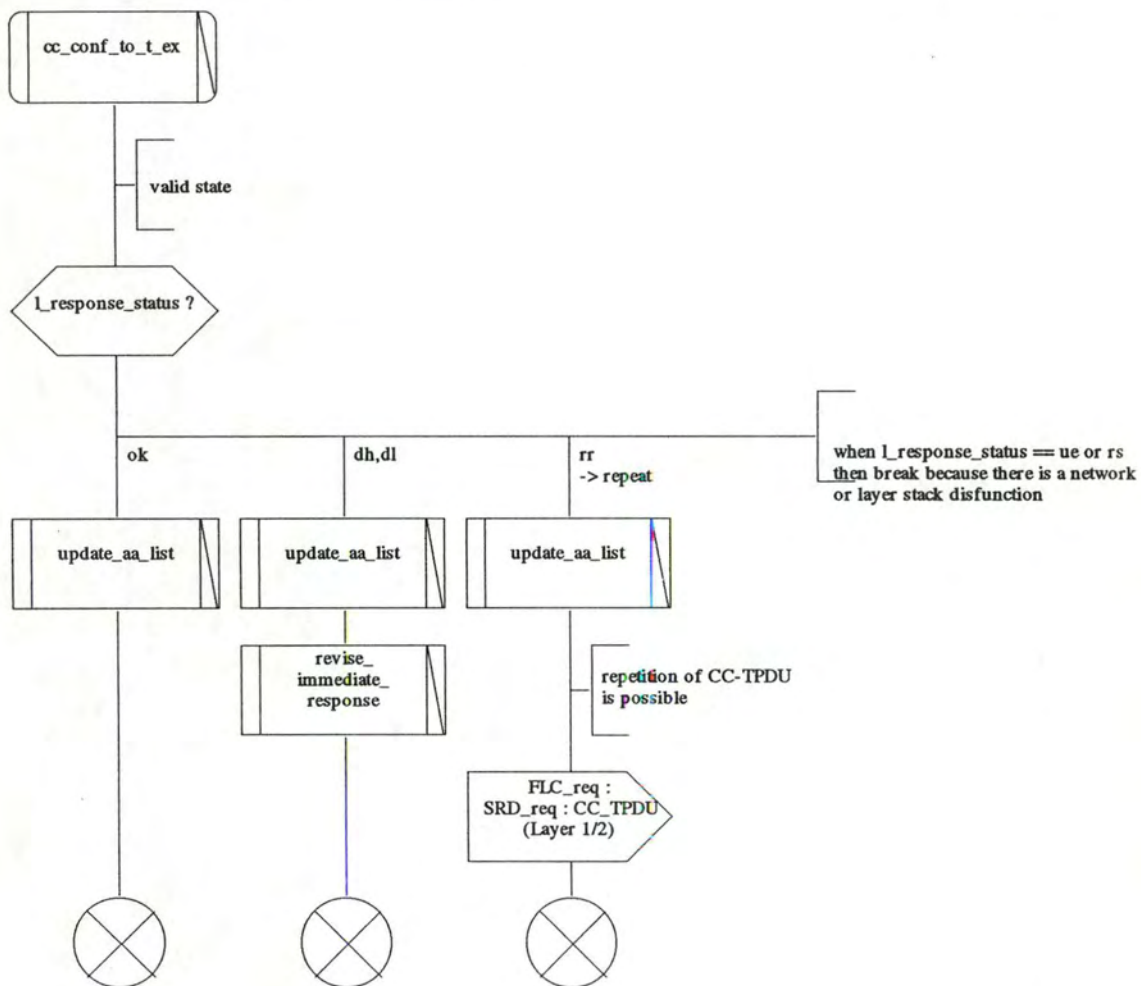 cc_conf_to_t_ex
valid state
l_response_status ?
ok
dh,dl
rr
-> repeat
when l_response_status == ue or rs
then break because there is a network
or layer stack disfunction
update_aa_list
update_aa_list
update_aa_list
revise_
immediate_
response
repetition of CC-TPDU
is possible
FLC_req :
SRD_req : CC_TPDU
(Layer 1/2)